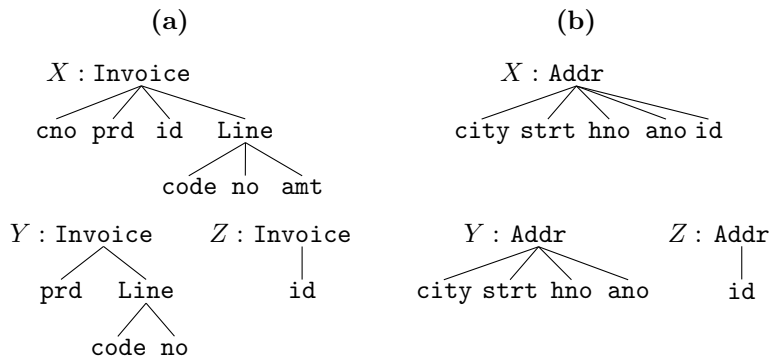 (a) (b)
X : Invoice X : Addr
cno prd id Line city strt hno ano id
code no amt
Y : Invoice Z : Invoice Y : Addr Z : Addr
prd Line id city strt hno ano id
code no